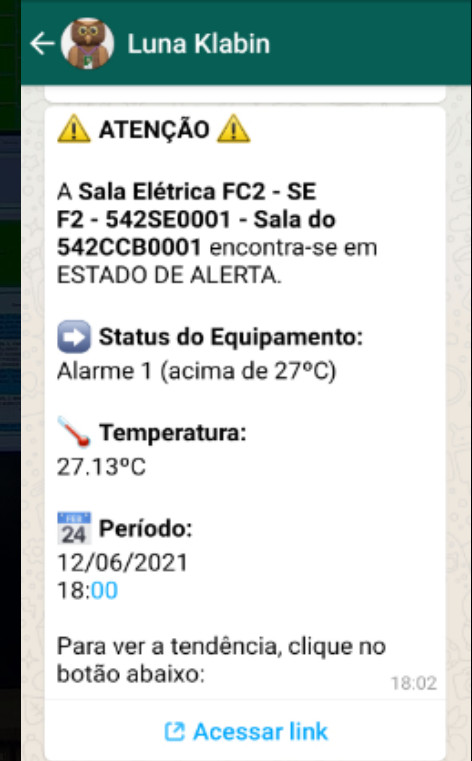 Luna Klabin
ATENÇÃO
A Sala Elétrica FC2 - SE
F2 - 542SE0001 - Sala do
542CCB0001 encontra-se em
ESTADO DE ALERTA.
Status do Equipamento:
Alarme 1 (acima de 27ºC)
Temperatura:
27.13ºC
FEB
24
Período:
12/06/2021
18:00
Para ver a tendência, clique no
botão abaixo:
18:02
Acessar link